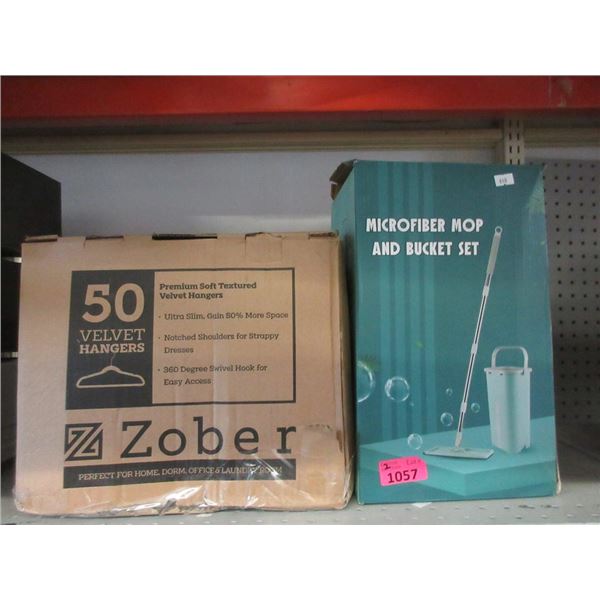 50
VELVET
HANGERS
Premium Soft Textured
Velvet Hangers
• Ultra Slim, Gain 50% More Space
• Notched Shoulders for Strappy
Dresses
• 360 Degree Swivel Hook for
Easy Access
Zober
PERFECT FOR HOME, DORM, OFFICE & LAUNDRY ROOM
MICROFIBER MOP
AND BUCKET SET
2
1057